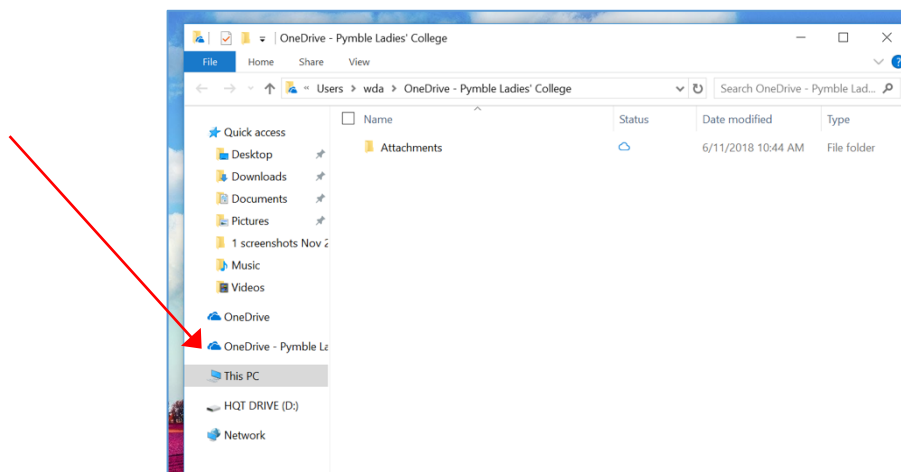 OneDrive - Pymble Ladies' College
File Home Share View ?
« Users > wda > OneDrive - Pymble Ladies' College Search OneDrive - Pymble Lad...
Name Status Date modified Type
Quick access
Attachments 6/11/2018 10:44 AM File folder
Desktop
Downloads
Documents
Pictures
1 screenshots Nov 2
Music
Videos
OneDrive
OneDrive - Pymble La
This PC
HQT DRIVE (D:)
Network